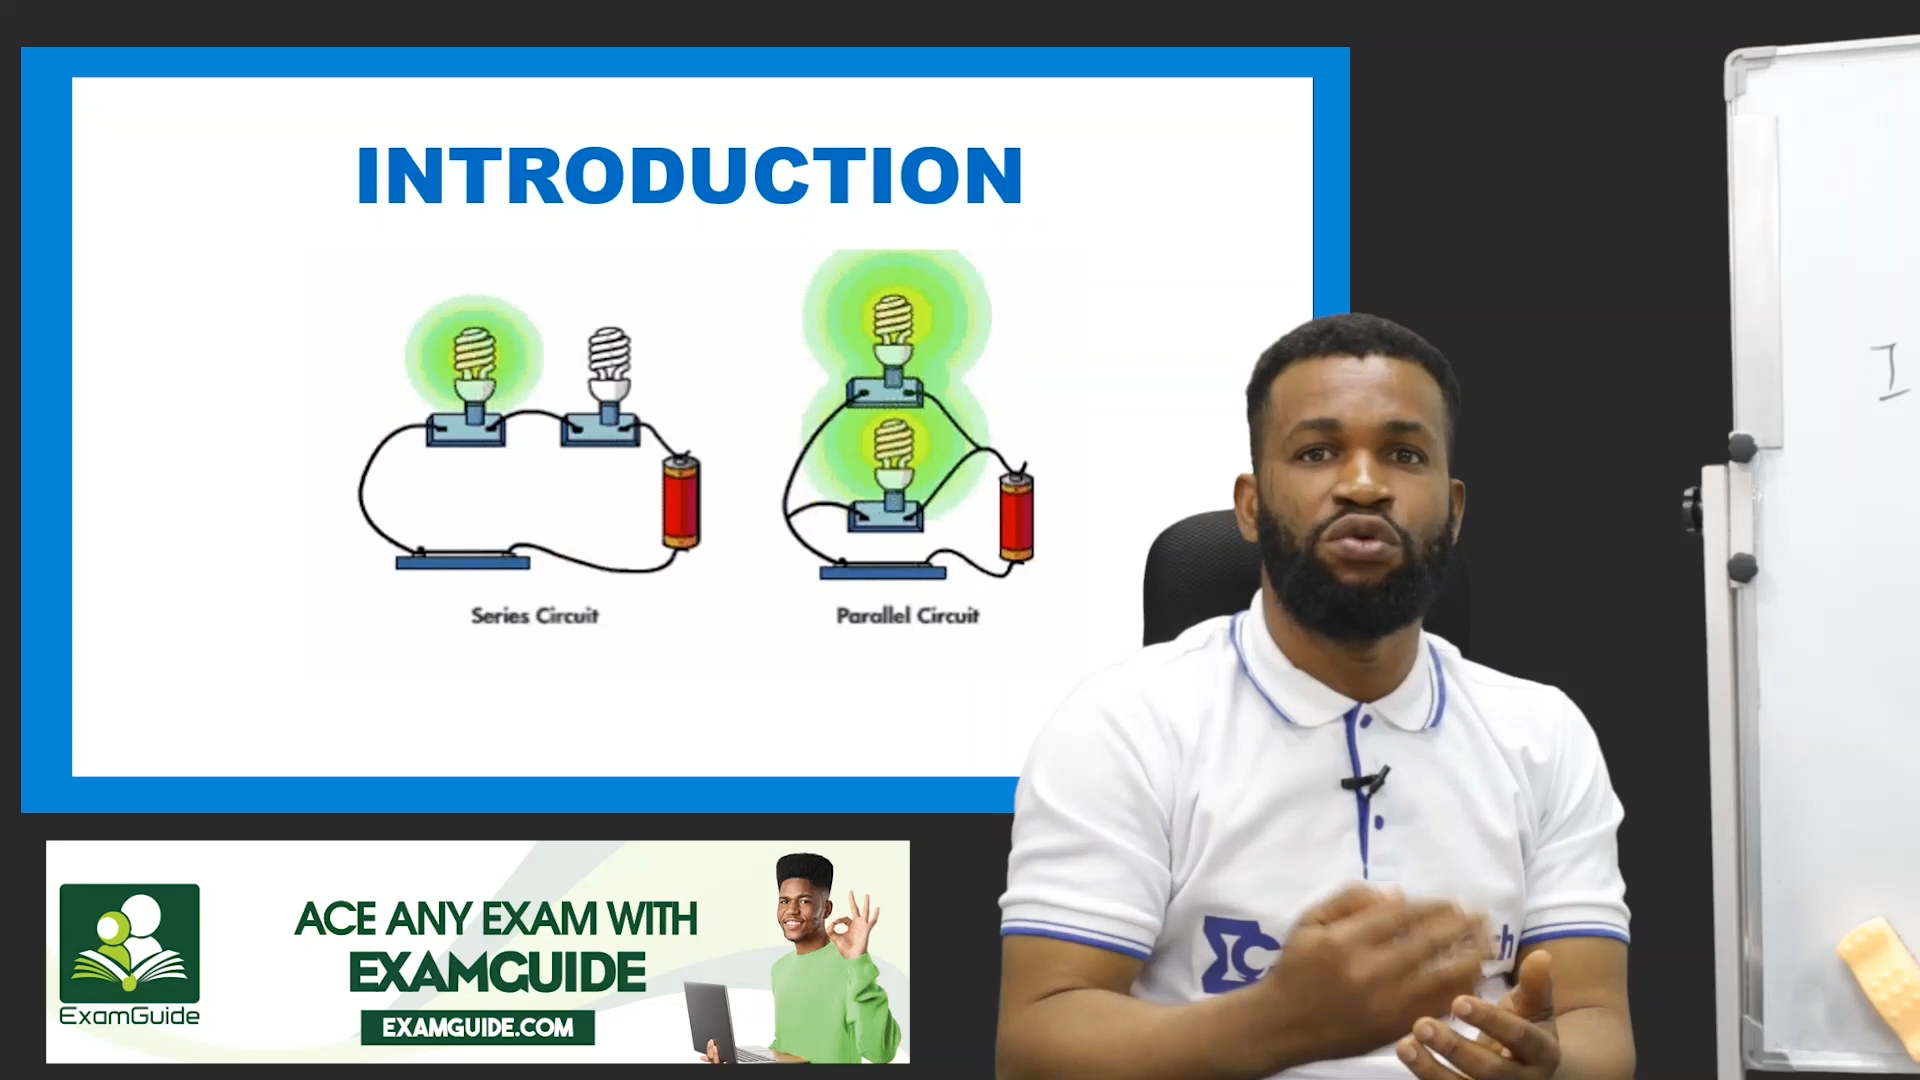 INTRODUCTION
Series Circuit
Parallel Circuit
ACE ANY EXAM WITH
EXAMGUIDE
EXAMGUIDE.COM
ExamGuide
I